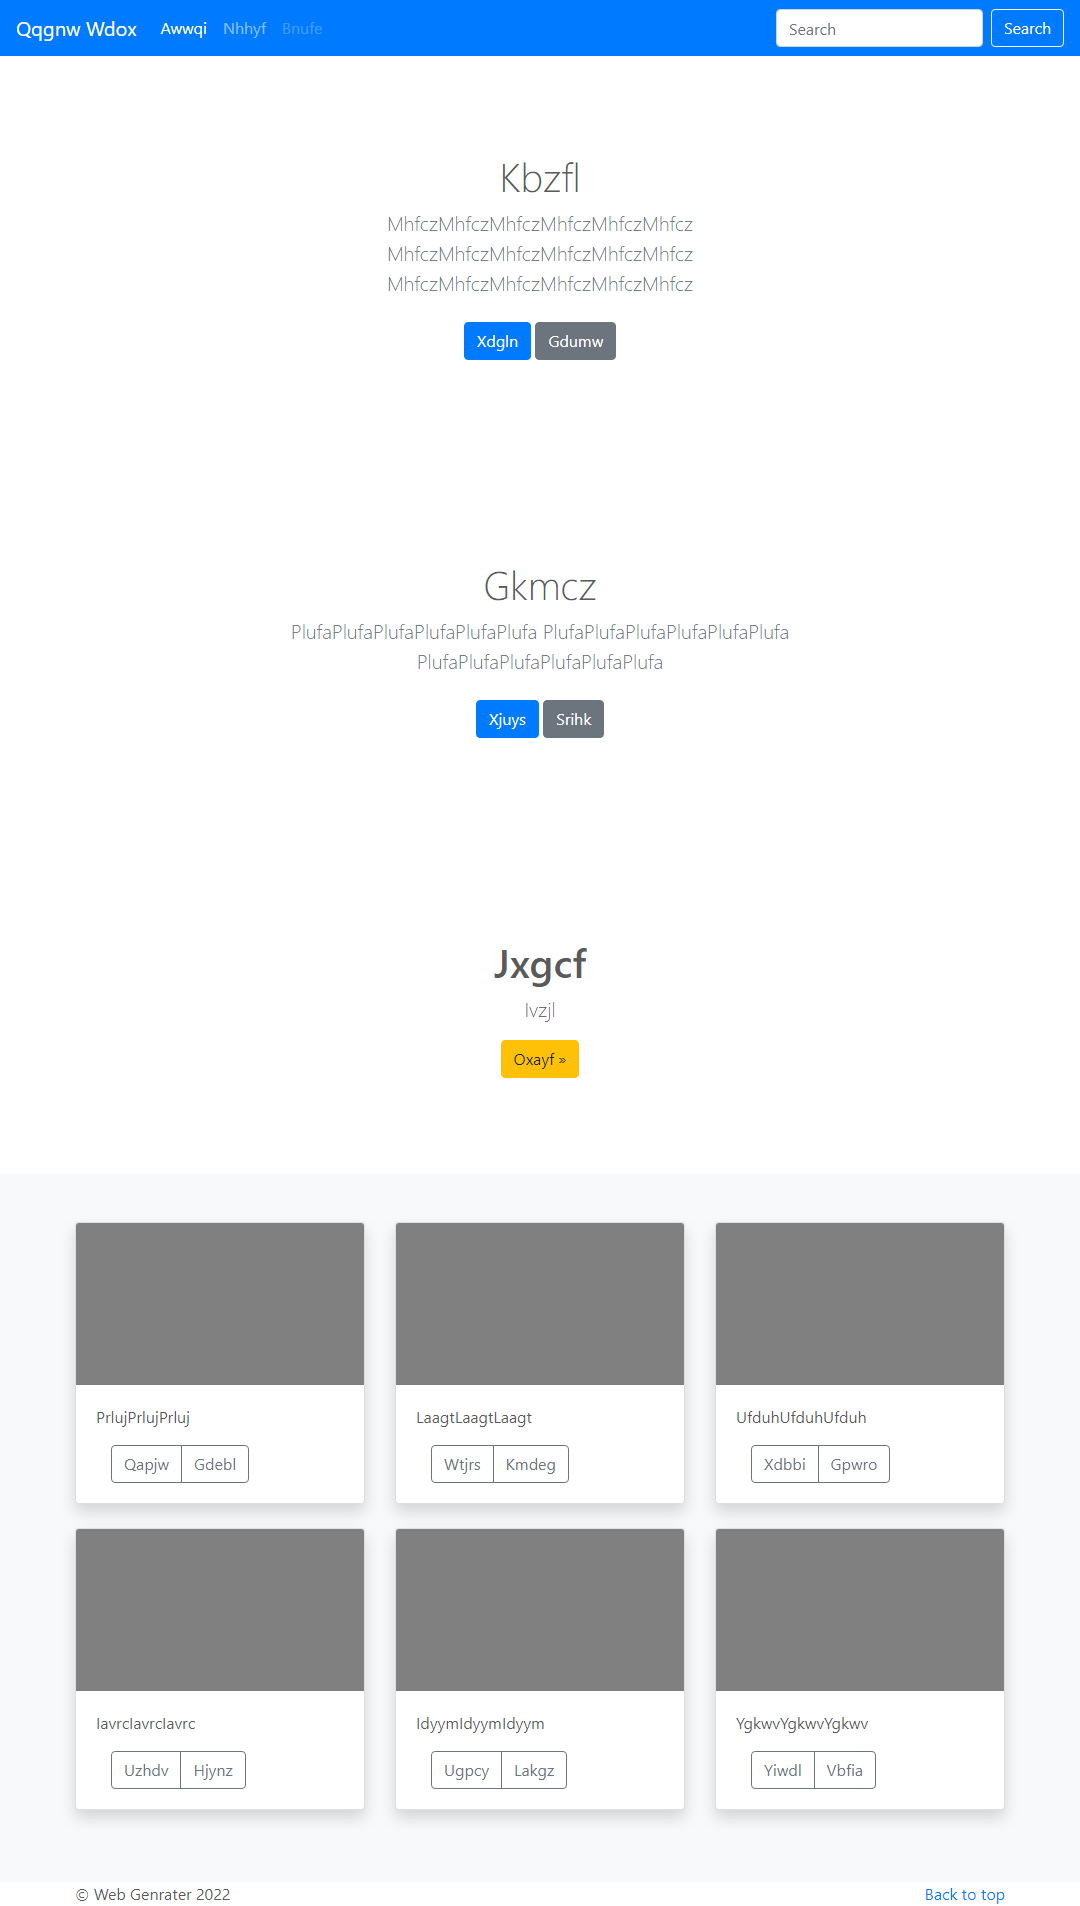 Qqgnw Wdox Awwqi Nhhyf Bnufe Search Search
Kbzfl
MhfczMhfczMhfczMhfczMhfczMhfcz
MhfczMhfczMhfczMhfczMhfczMhfcz
MhfczMhfczMhfczMhfczMhfczMhfcz
Xdgln Gdumw
Gkmcz
PlufaPlufaPlufaPlufaPlufaPlufa PlufaPlufaPlufaPlufaPlufaPlufa
PlufaPlufaPlufaPlufaPlufaPlufa
Xjuys Srihk
Jxgcf
Ivzjl
Oxayf »
PrlujPrlujPrluj LaagtLaagtLaagt UfduhUfduhUfduh
Qapjw Gdebl Wtjrs Kmdeg Xdbbi Gpwro
IavrcIavrcIavrc IdyymIdyymIdyym YgkwvYgkwvYgkwv
Uzhdv Hjynz Ugpcy Lakgz Yiwdl Vbfia
© Web Genrater 2022 Back to top